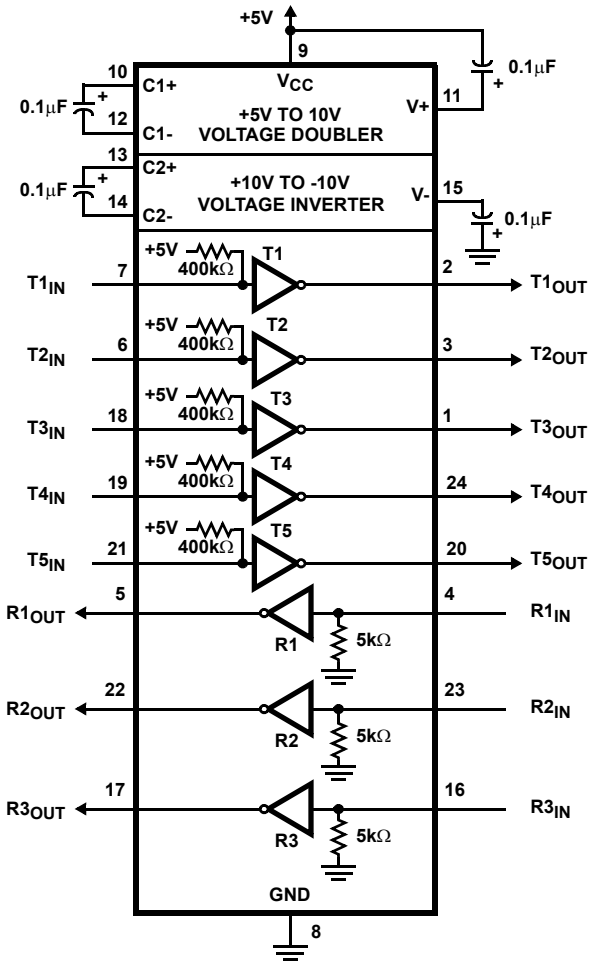 +5V
9
10
C1+
VCC
0.1µF
+
+
0.1µF
11
V+
12
C1-
+5V TO 10V
VOLTAGE DOUBLER
13
C2+
0.1µF
+
14
C2-
+10V TO -10V
VOLTAGE INVERTER
V-
15
0.1µF
+
+5V
400kΩ
T1
T1IN
7
2
T1OUT
+5V
400kΩ
T2
T2IN
6
3
T2OUT
+5V
400kΩ
T3
T3IN
18
1
T3OUT
+5V
400kΩ
T4
T4IN
19
24
T4OUT
+5V
400kΩ
T5
T5IN
21
20
T5OUT
R1OUT
5
4
R1IN
R1
5kΩ
R2OUT
22
23
R2IN
R2
5kΩ
R3OUT
17
16
R3IN
R3
5kΩ
GND
8